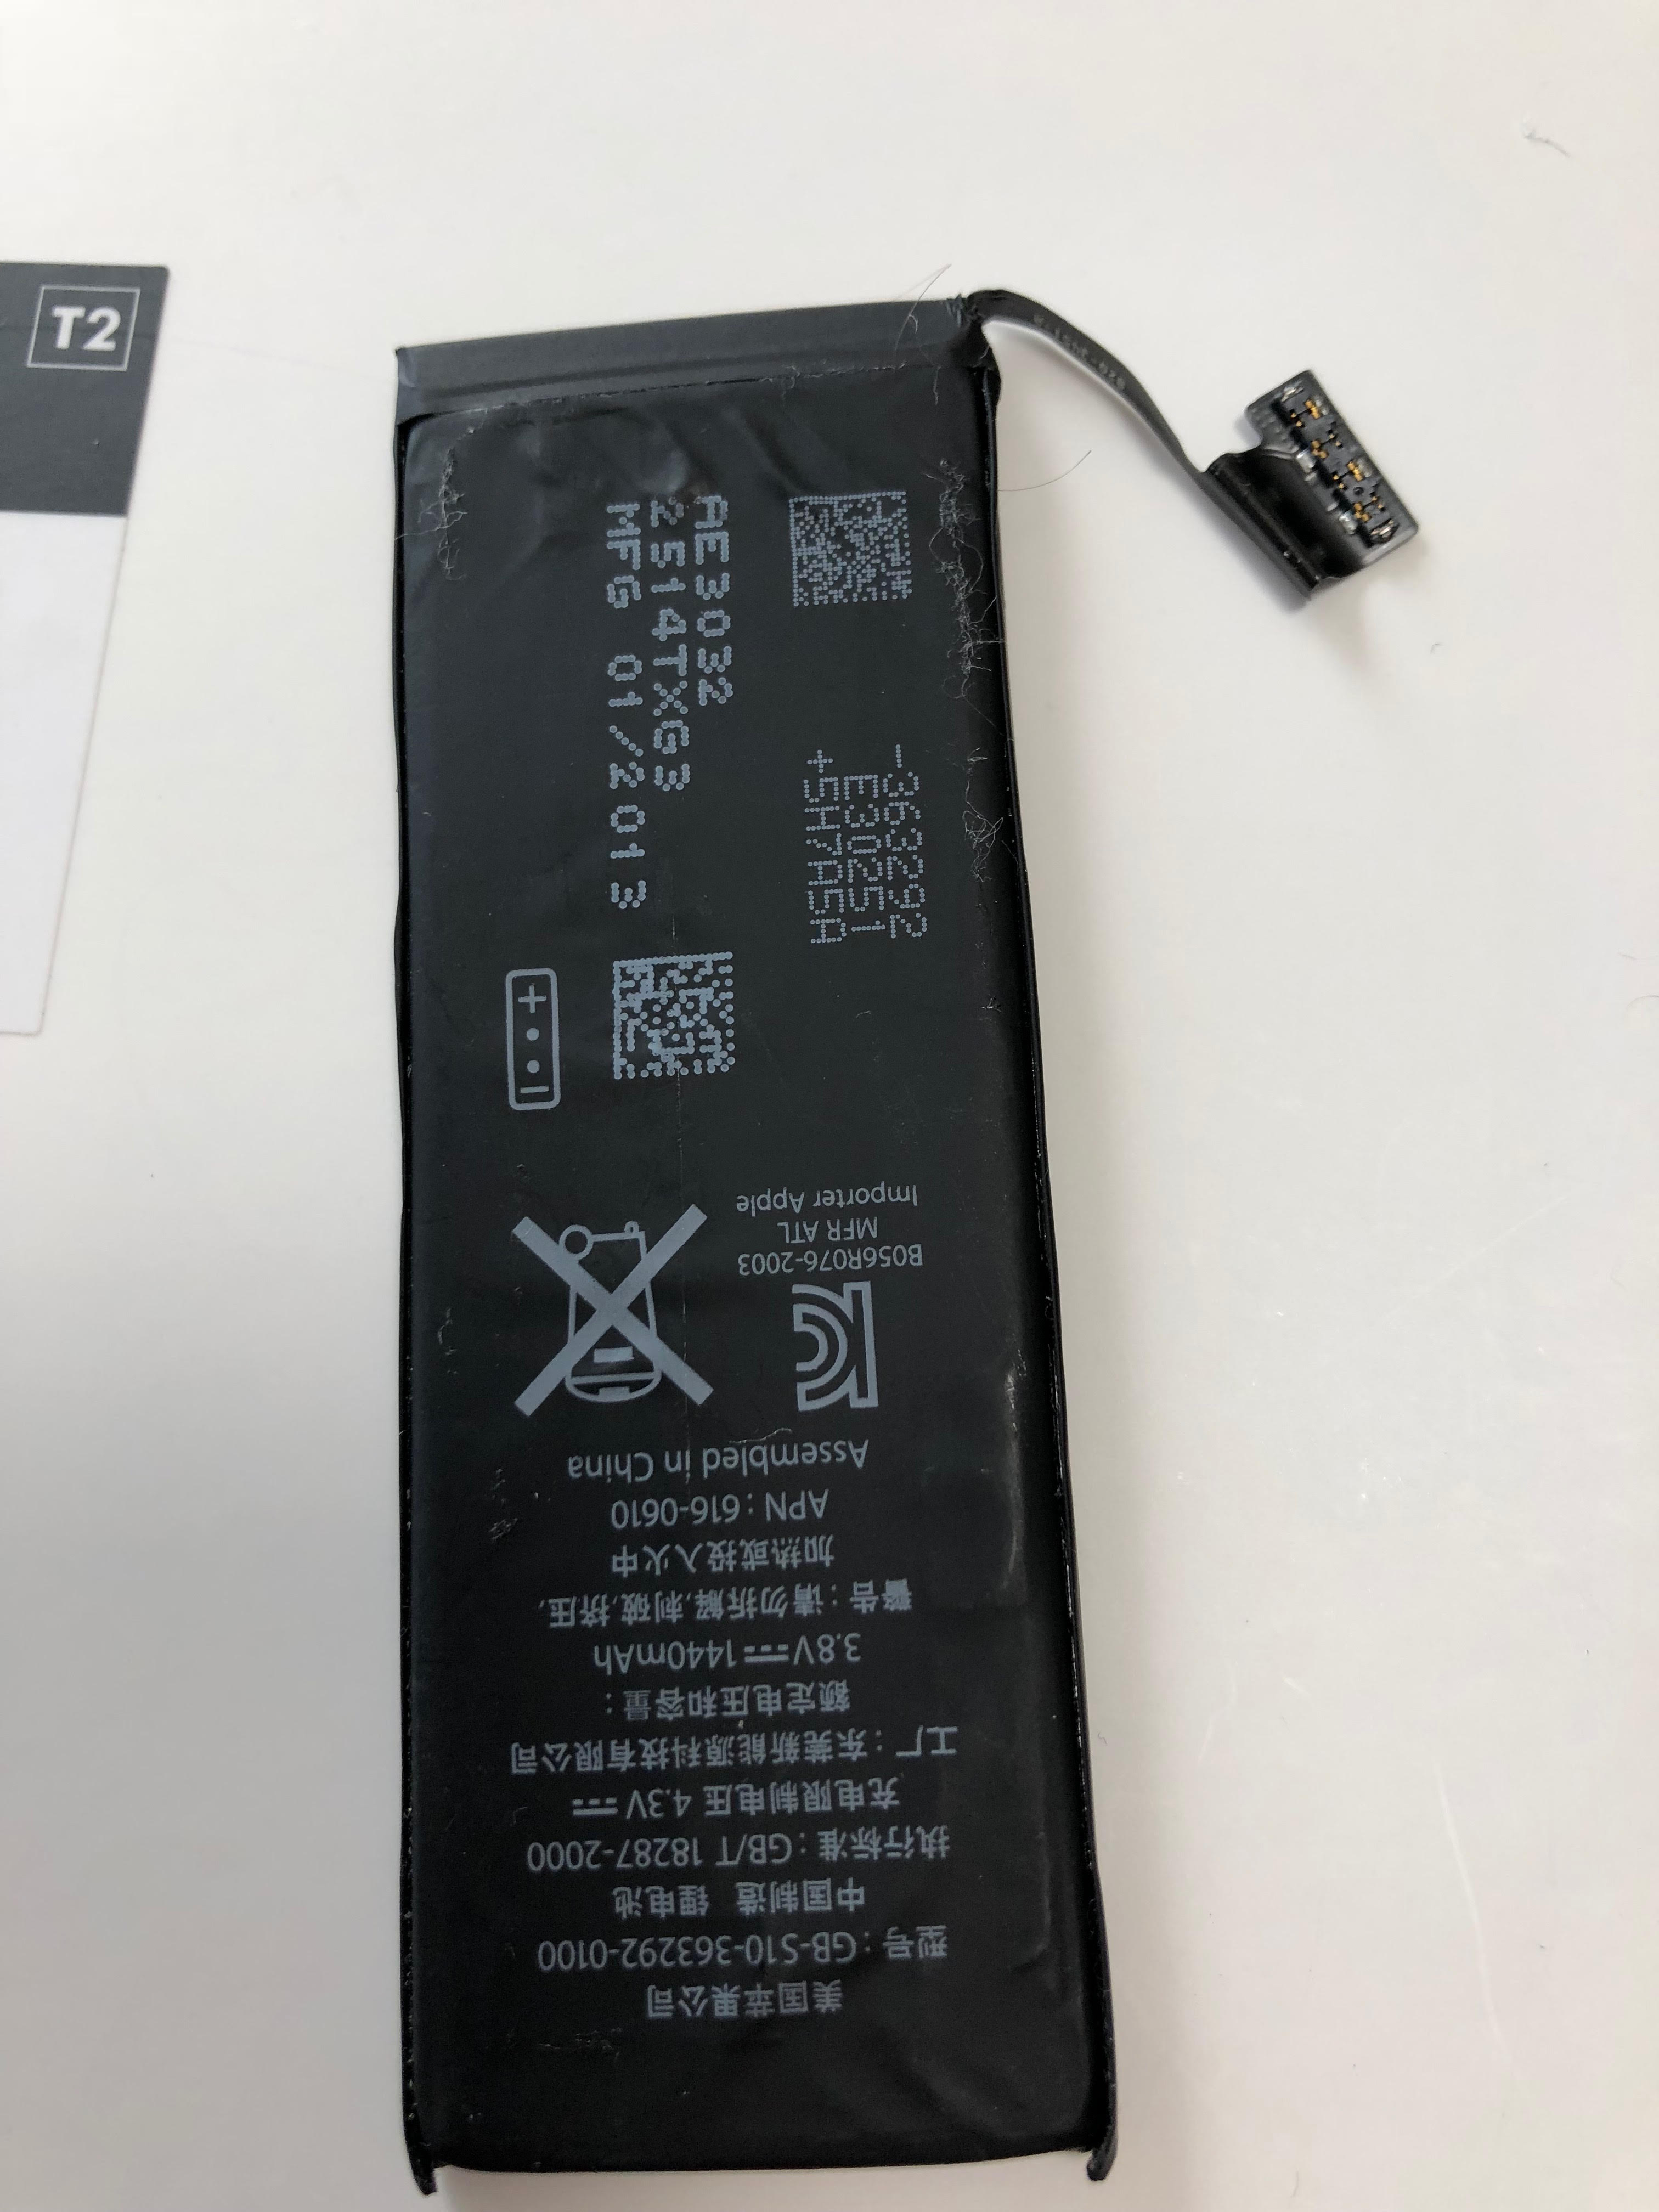 T2
AE3032
2514TXG3
MFG 01/2013
-363292
E30251
+5H7A5A
美国苹果公司
型号：GB-S10-363292-0100
中国制造 锂电池
执行标准：GB/T 18287-2000
充电限制电压 4.3V
工厂：东莞新能源科技有限公司
额定电压和容量：
3.8V 1440mAh
警告：请勿拆解,刺破,挤压,
加热或投入火中
APN：616-0610
Assembled in China
B056R076-2003
MFR ATL
Importer Apple